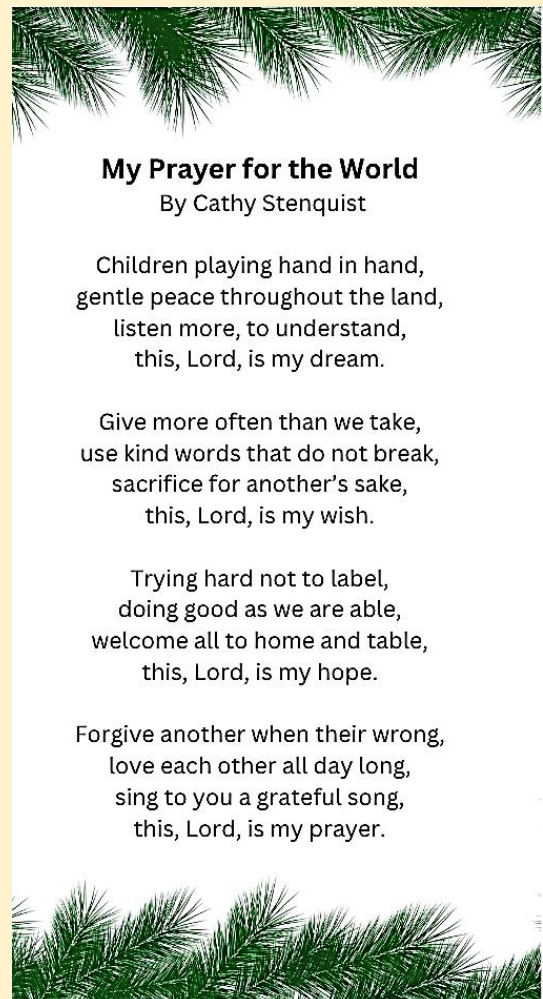 My Prayer for the World
By Cathy Stenquist
Children playing hand in hand,
gentle peace throughout the land,
listen more, to understand,
this, Lord, is my dream.
Give more often than we take,
use kind words that do not break,
sacrifice for another’s sake,
this, Lord, is my wish.
Trying hard not to label,
doing good as we are able,
welcome all to home and table,
this, Lord, is my hope.
Forgive another when their wrong,
love each other all day long,
sing to you a grateful song,
this, Lord, is my prayer.